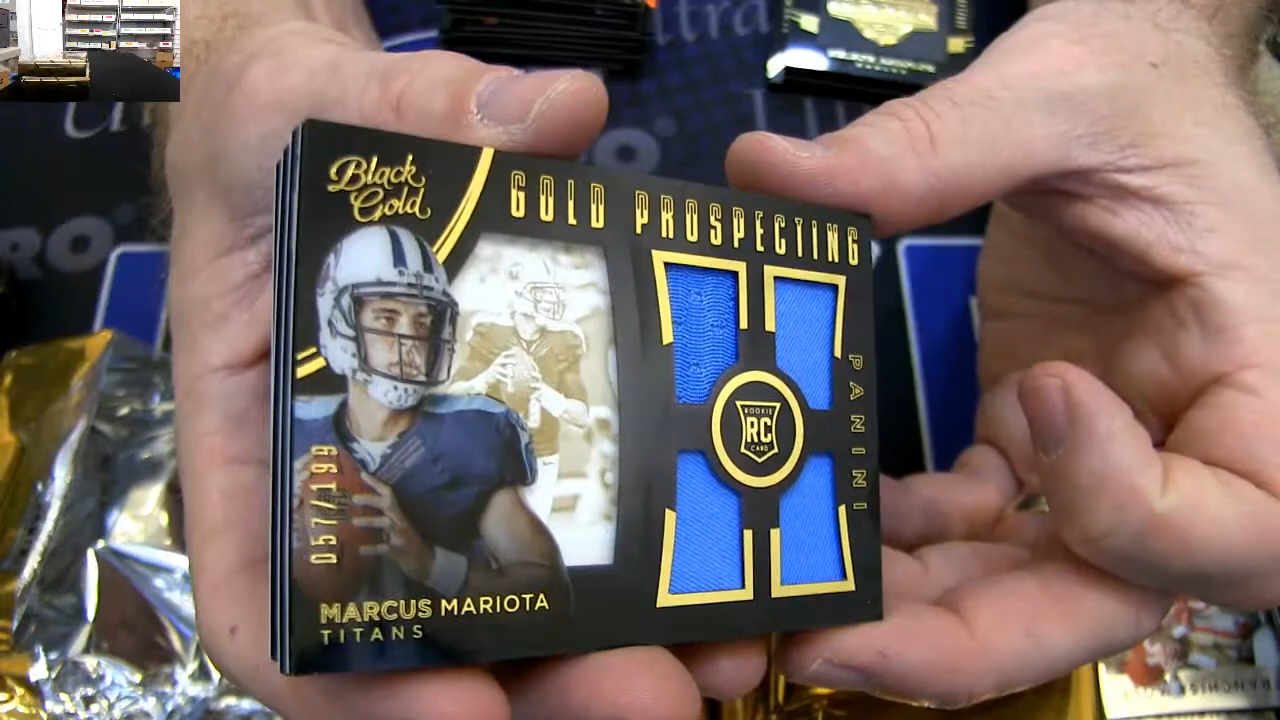 Black
Gold
GOLD PROSPECTING
PANINI
ROOKIE
RC
CARD
057/199
MARCUS MARIOTA
TITANS